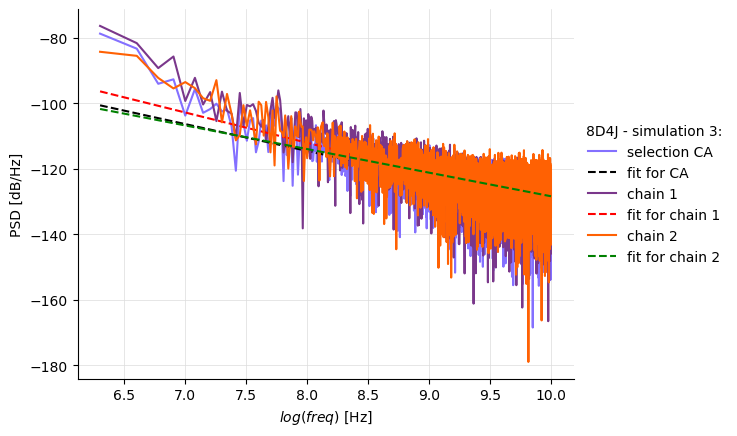 −80
−100
−120
−140
−160
−180
PSD [dB/Hz]
6.5 7.0 7.5 8.0 8.5 9.0 9.5 10.0
log(freq) [Hz]
8D4J - simulation 3:
selection CA
fit for CA
chain 1
fit for chain 1
chain 2
fit for chain 2